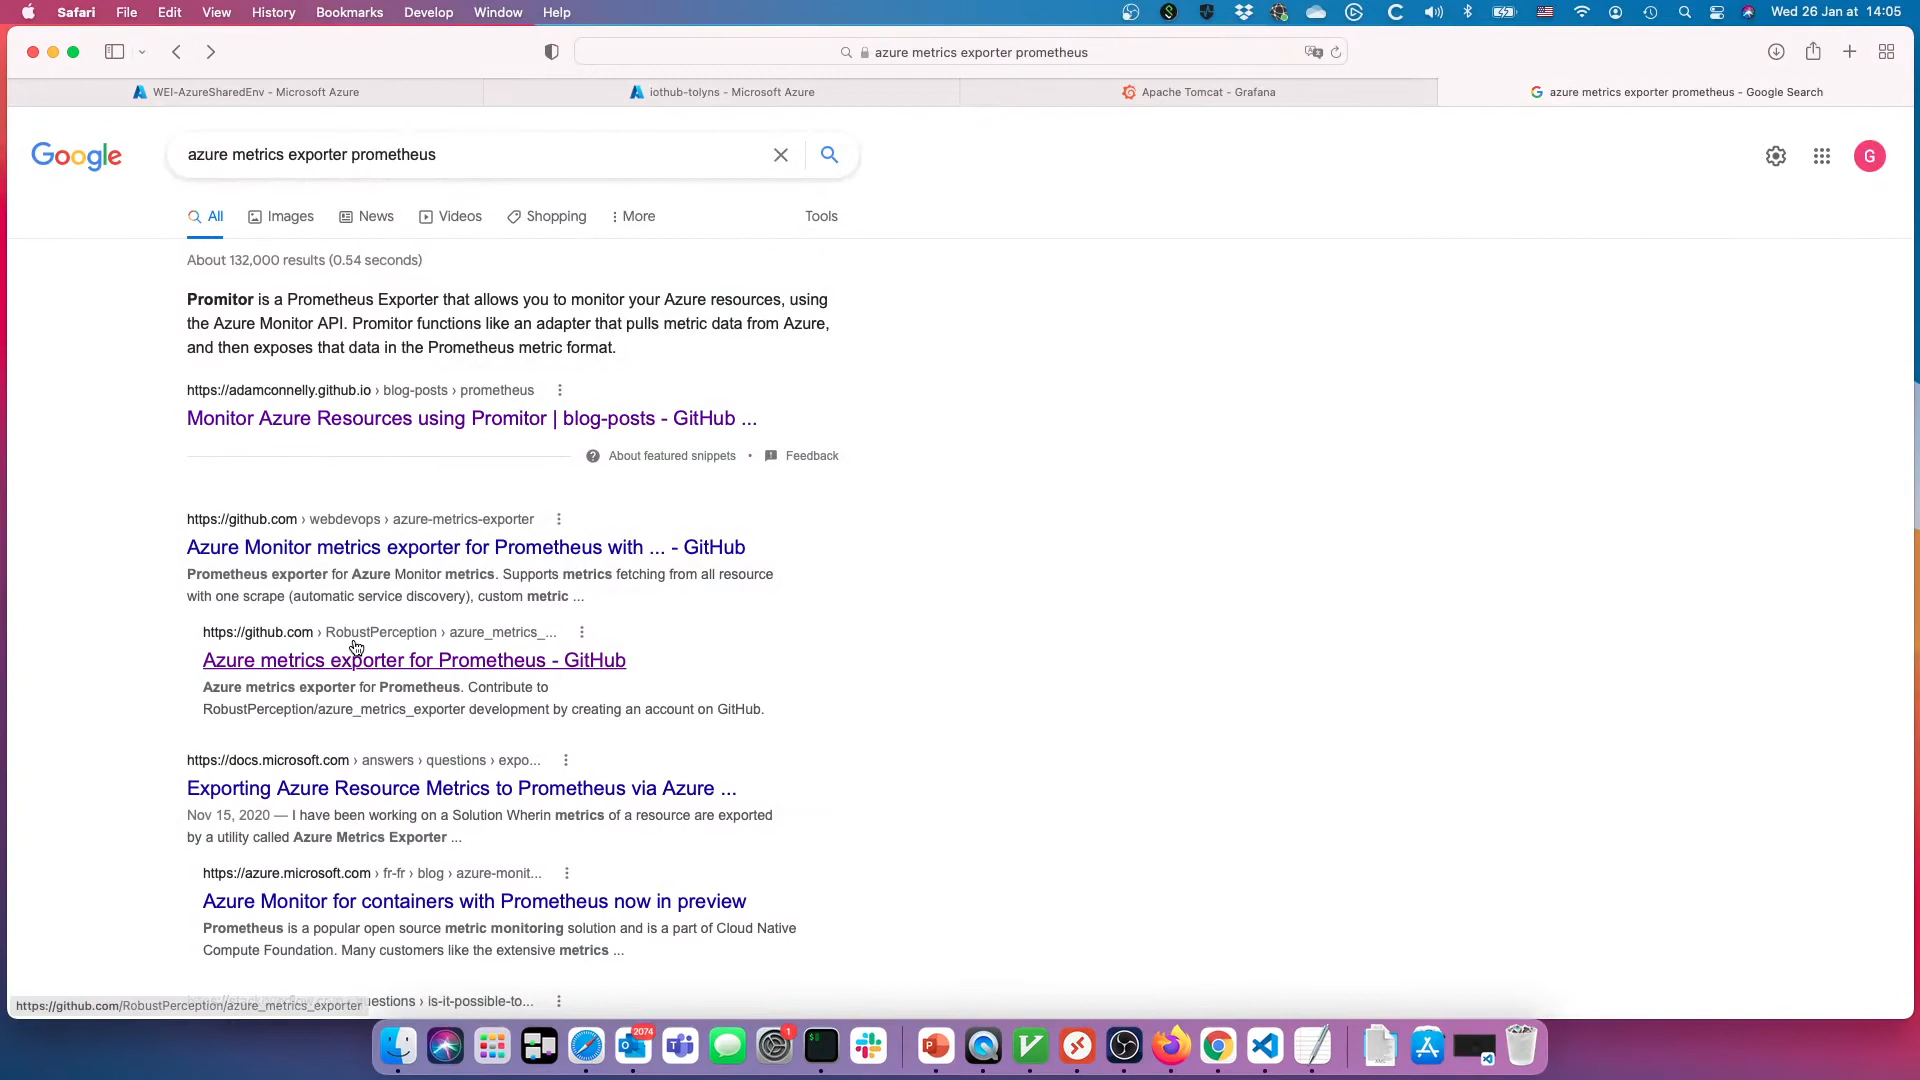 Safari File Edit View History Bookmarks Develop Window Help
Wed 26 Jan at 14:05
azure metrics exporter prometheus
WEI-AzureSharedEnv - Microsoft Azure
iothub-tolyns - Microsoft Azure
Apache Tomcat - Grafana
azure metrics exporter prometheus - Google Search
Google
azure metrics exporter prometheus
G
All Images News Videos Shopping More Tools
About 132,000 results (0.54 seconds)
Promitor is a Prometheus Exporter that allows you to monitor your Azure resources, using
the Azure Monitor API. Promitor functions like an adapter that pulls metric data from Azure,
and then exposes that data in the Prometheus metric format.
https://adamconnelly.github.io › blog-posts › prometheus
Monitor Azure Resources using Promitor | blog-posts - GitHub ...
About featured snippets • Feedback
https://github.com › webdevops › azure-metrics-exporter
Azure Monitor metrics exporter for Prometheus with ... - GitHub
Prometheus exporter for Azure Monitor metrics. Supports metrics fetching from all resource
with one scrape (automatic service discovery), custom metric ...
https://github.com › RobustPerception › azure_metrics_...
Azure metrics exporter for Prometheus - GitHub
Azure metrics exporter for Prometheus. Contribute to
RobustPerception/azure_metrics_exporter development by creating an account on GitHub.
https://docs.microsoft.com › answers › questions › expo...
Exporting Azure Resource Metrics to Prometheus via Azure ...
Nov 15, 2020 — I have been working on a Solution Wherin metrics of a resource are exported
by a utility called Azure Metrics Exporter ...
https://azure.microsoft.com › fr-fr › blog › azure-monit...
Azure Monitor for containers with Prometheus now in preview
Prometheus is a popular open source metric monitoring solution and is a part of Cloud Native
Compute Foundation. Many customers like the extensive metrics ...
uestions › is-it-possible-to...
https://github.com/RobustPerception/azure_metrics_exporter
2074
1